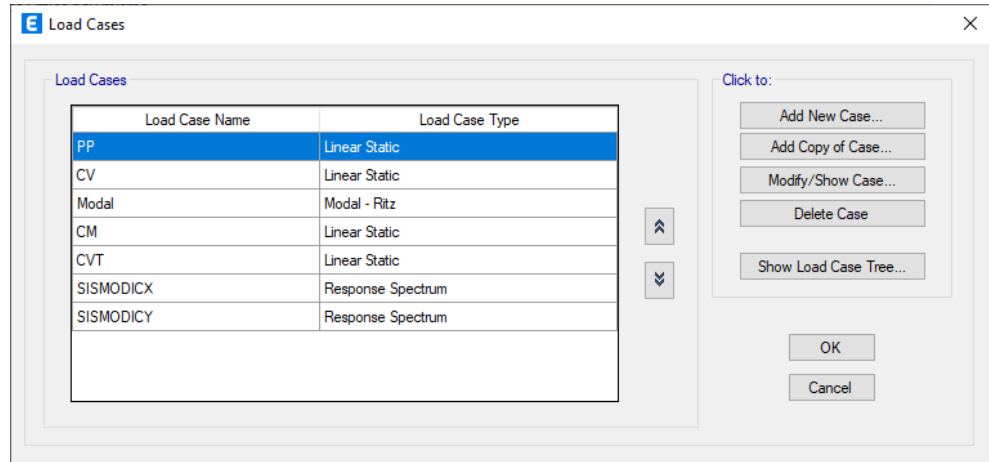 E Load Cases
Load Cases
Load Case Name Load Case Type
PP Linear Static
CV Linear Static
Modal Modal - Ritz
CM Linear Static
CVT Linear Static
SISMODICX Response Spectrum
SISMODICY Response Spectrum
Click to:
Add New Case...
Add Copy of Case...
Modify/Show Case...
Delete Case
Show Load Case Tree...
OK
Cancel